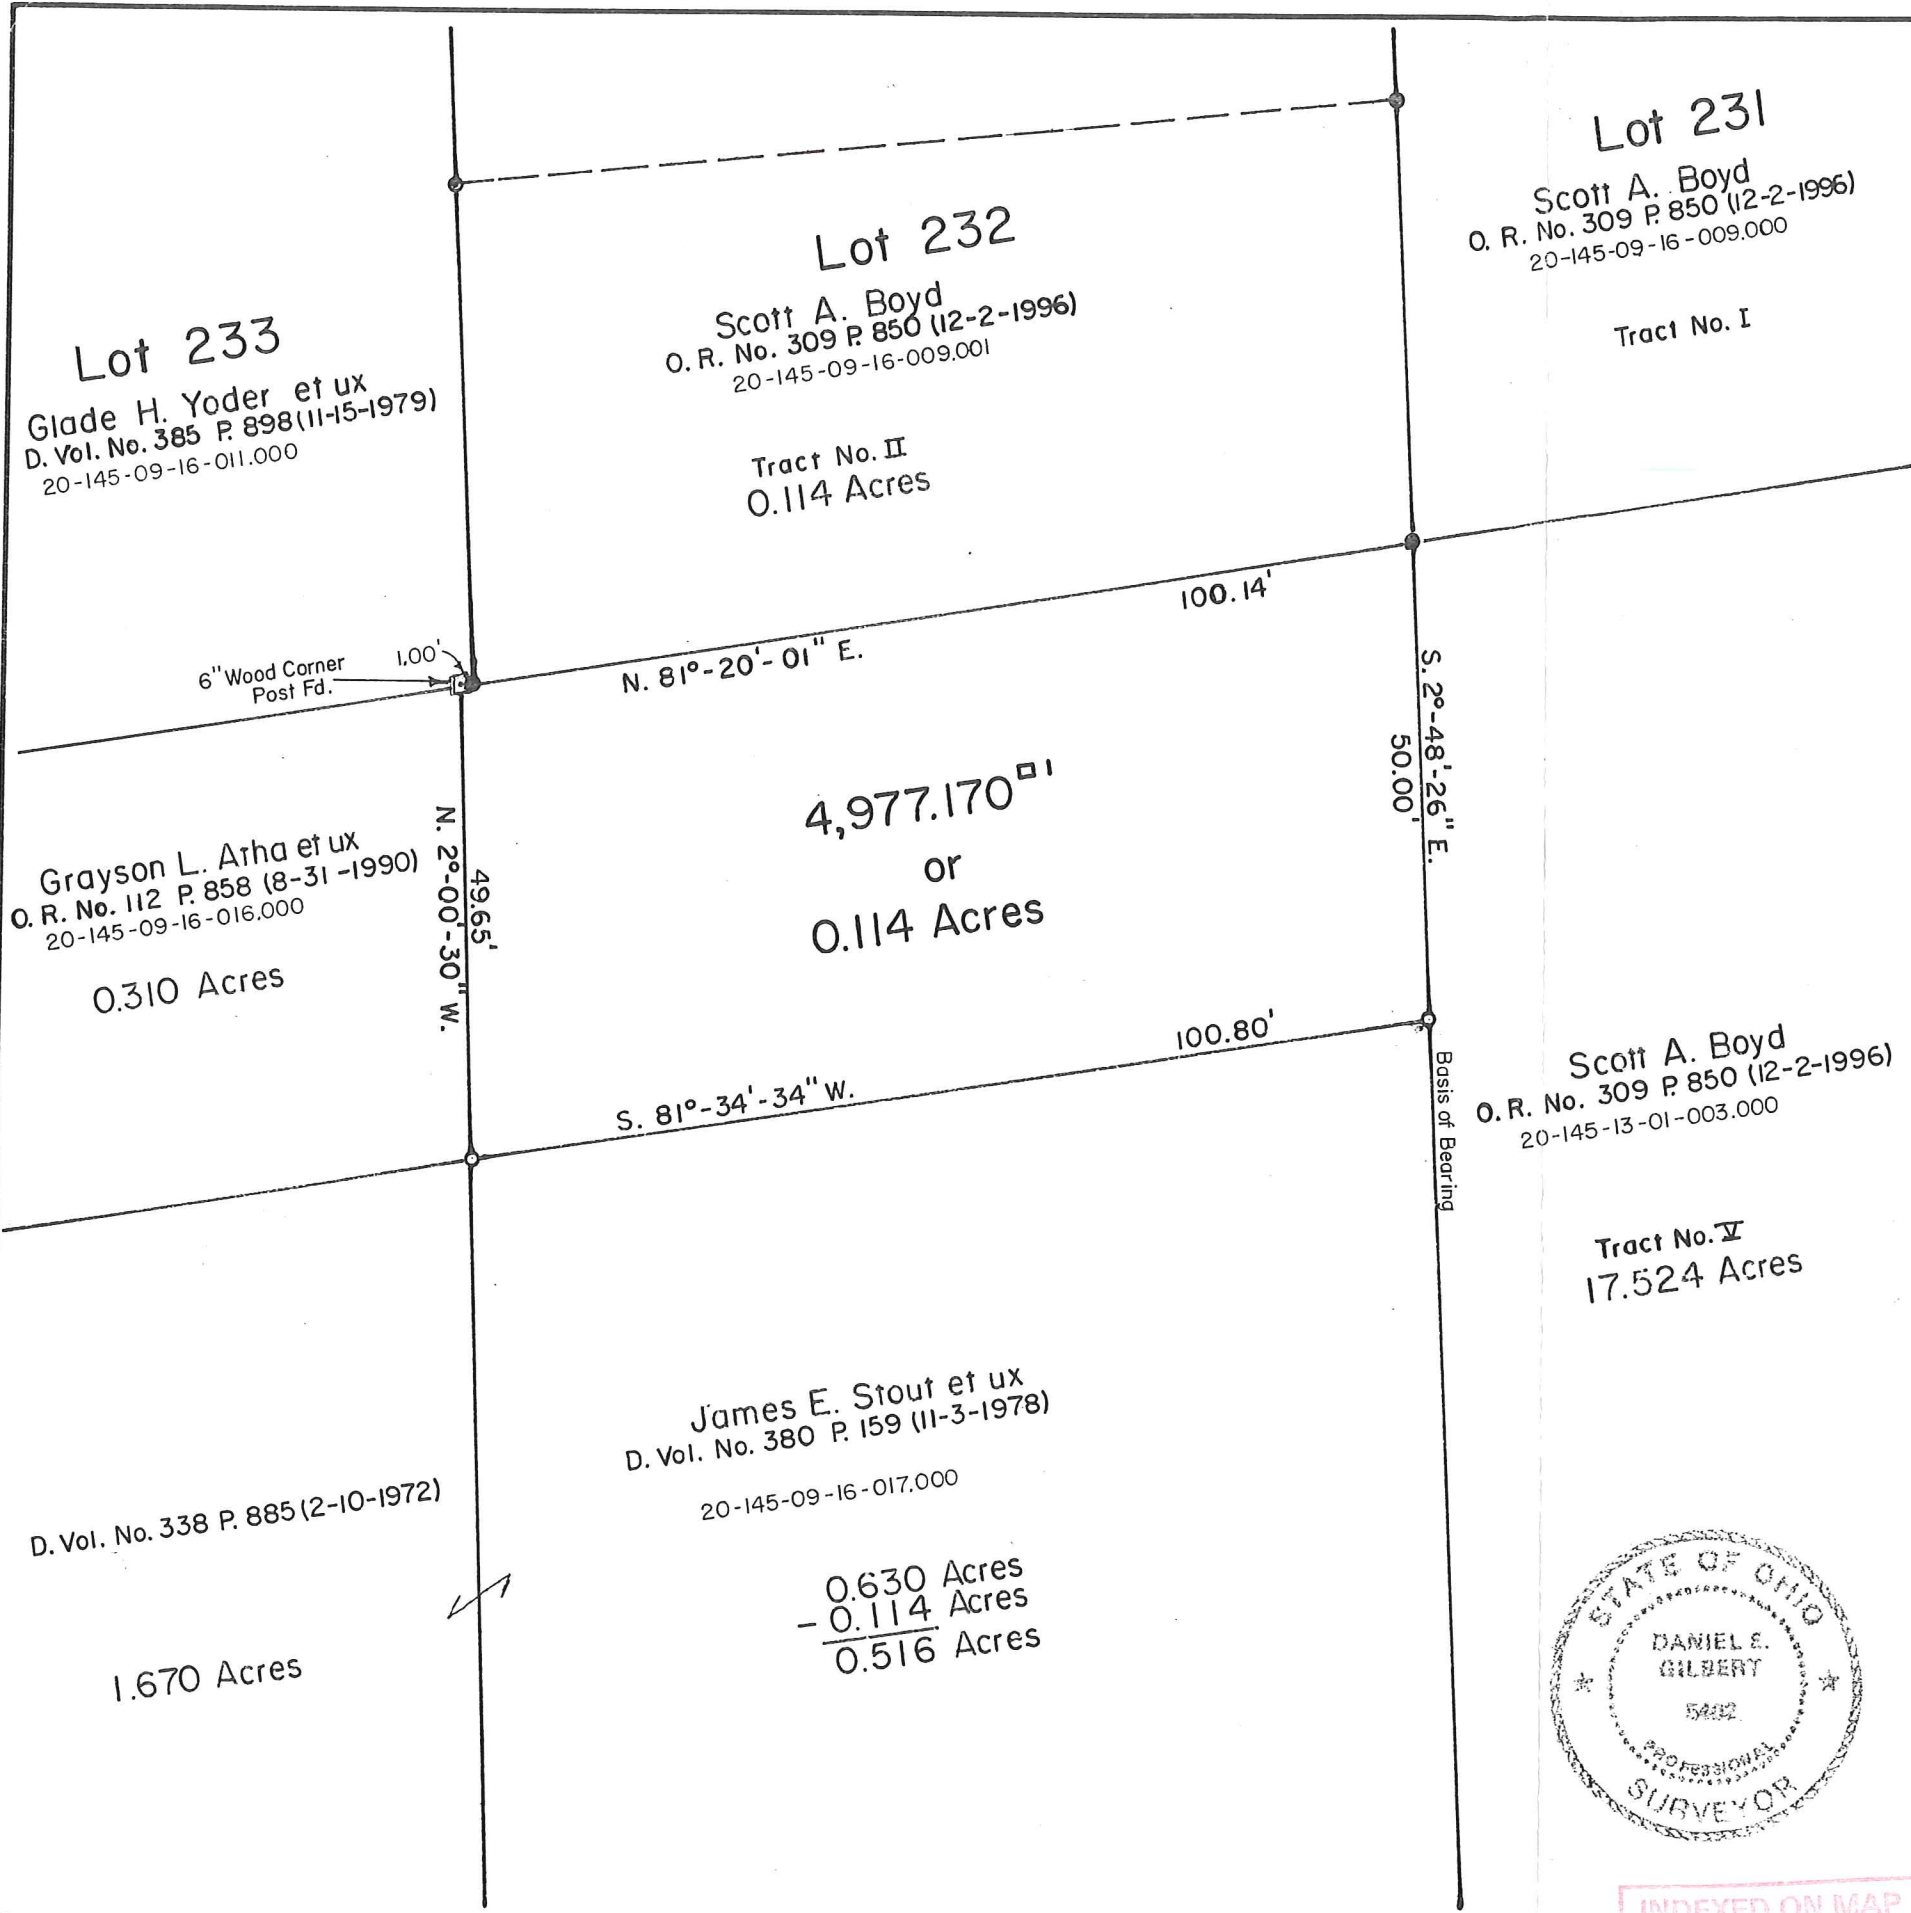 Lot 231
Scott A. Boyd
O. R. No. 309 P. 850 (12-2-1996)
20-145-09-16-009.000
Tract No. I
Lot 232
Scott A. Boyd
O. R. No. 309 P. 850 (12-2-1996)
20-145-09-16-009.001
Tract No. II
0.114 Acres
Lot 233
Glade H. Yoder et ux
D. Vol. No. 385 P. 898 (11-15-1979)
20-145-09-16-011.000
6" Wood Corner
Post Fd.
1.00'
N. 81°-20'-01" E.
100.14'
S. 2°-48'-26" E.
50.00'
4,977.170□'
or
0.114 Acres
Grayson L. Atha et ux
O. R. No. 112 P. 858 (8-31-1990)
20-145-09-16-016.000
0.310 Acres
N. 2°-00'-30" W.
49.65'
S. 81°-34'-34" W.
100.80'
Basis of Bearing
Scott A. Boyd
O. R. No. 309 P. 850 (12-2-1996)
20-145-13-01-003.000
Tract No. V
17.524 Acres
James E. Stout et ux
D. Vol. No. 380 P. 159 (11-3-1978)
20-145-09-16-017.000
0.630 Acres
- 0.114 Acres
0.516 Acres
D. Vol. No. 338 P. 885 (2-10-1972)
1.670 Acres
STATE OF OHIO
DANIEL E.
GILBERT
PROFESSIONAL
SURVEYOR
INDEXED ON MAP